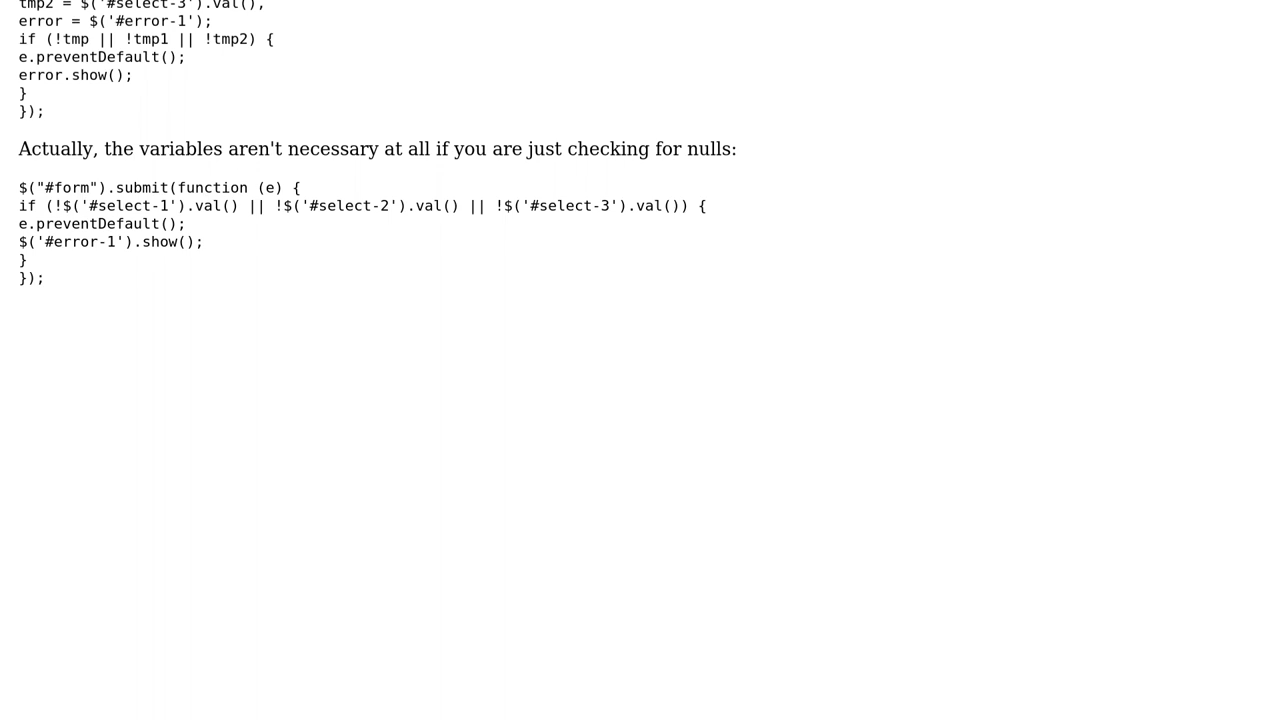 tmp2 = $('#select-3').val(),
error = $('#error-1');
if (!tmp || !tmp1 || !tmp2) {
e.preventDefault();
error.show();
}
});
Actually, the variables aren't necessary at all if you are just checking for nulls:
$("#form").submit(function (e) {
if (!$('#select-1').val() || !$('#select-2').val() || !$('#select-3').val()) {
e.preventDefault();
$('#error-1').show();
}
});